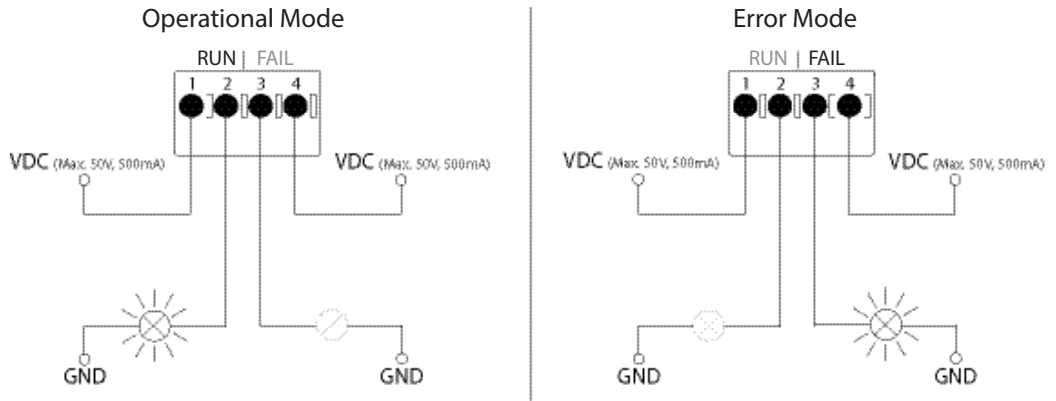 Operational Mode
RUN | FAIL
1 2 3 4
VDC (Max. 50V, 500mA)
VDC (Max. 50V, 500mA)
GND
GND
Error Mode
RUN | FAIL
1 2 3 4
VDC (Max. 50V, 500mA)
VDC (Max. 50V, 500mA)
GND
GND